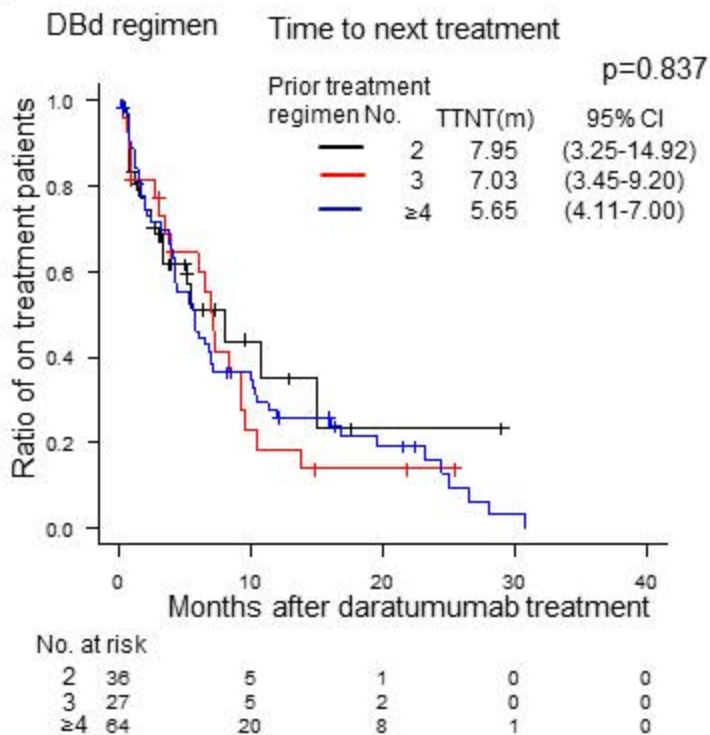 DBd regimen Time to next treatment
p=0.837
Prior treatment
regimen No. TTNT(m) 95% CI
2 7.95 (3.25-14.92)
3 7.03 (3.45-9.20)
≥4 5.65 (4.11-7.00)
Ratio of on treatment patients
1.0
0.8
0.6
0.4
0.2
0.0
0 10 20 30 40
Months after daratumumab treatment
No. at risk
2 36 5 1 0 0
3 27 5 2 0 0
≥4 64 20 8 1 0